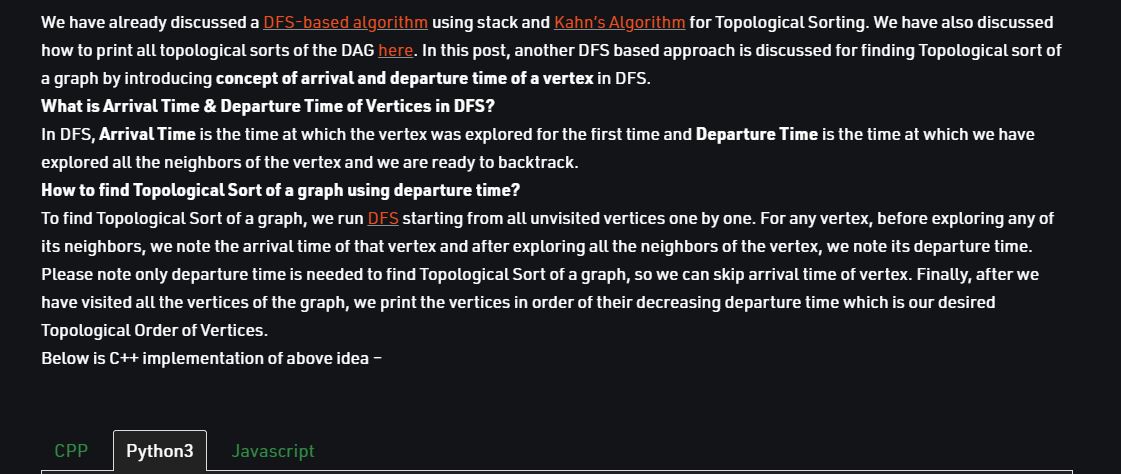 We have already discussed a DFS-based algorithm using stack and Kahn's Algorithm for Topological Sorting. We have also discussed
how to print all topological sorts of the DAG here. In this post, another DFS based approach is discussed for finding Topological sort of
a graph by introducing concept of arrival and departure time of a vertex in DFS.
What is Arrival Time & Departure Time of Vertices in DFS?
In DFS, Arrival Time is the time at which the vertex was explored for the first time and Departure Time is the time at which we have
explored all the neighbors of the vertex and we are ready to backtrack.
How to find Topological Sort of a graph using departure time?
To find Topological Sort of a graph, we run DFS starting from all unvisited vertices one by one. For any vertex, before exploring any of
its neighbors, we note the arrival time of that vertex and after exploring all the neighbors of the vertex, we note its departure time.
Please note only departure time is needed to find Topological Sort of a graph, so we can skip arrival time of vertex. Finally, after we
have visited all the vertices of the graph, we print the vertices in order of their decreasing departure time which is our desired
Topological Order of Vertices.
Below is C++ implementation of above idea –
CPP Python3 Javascript